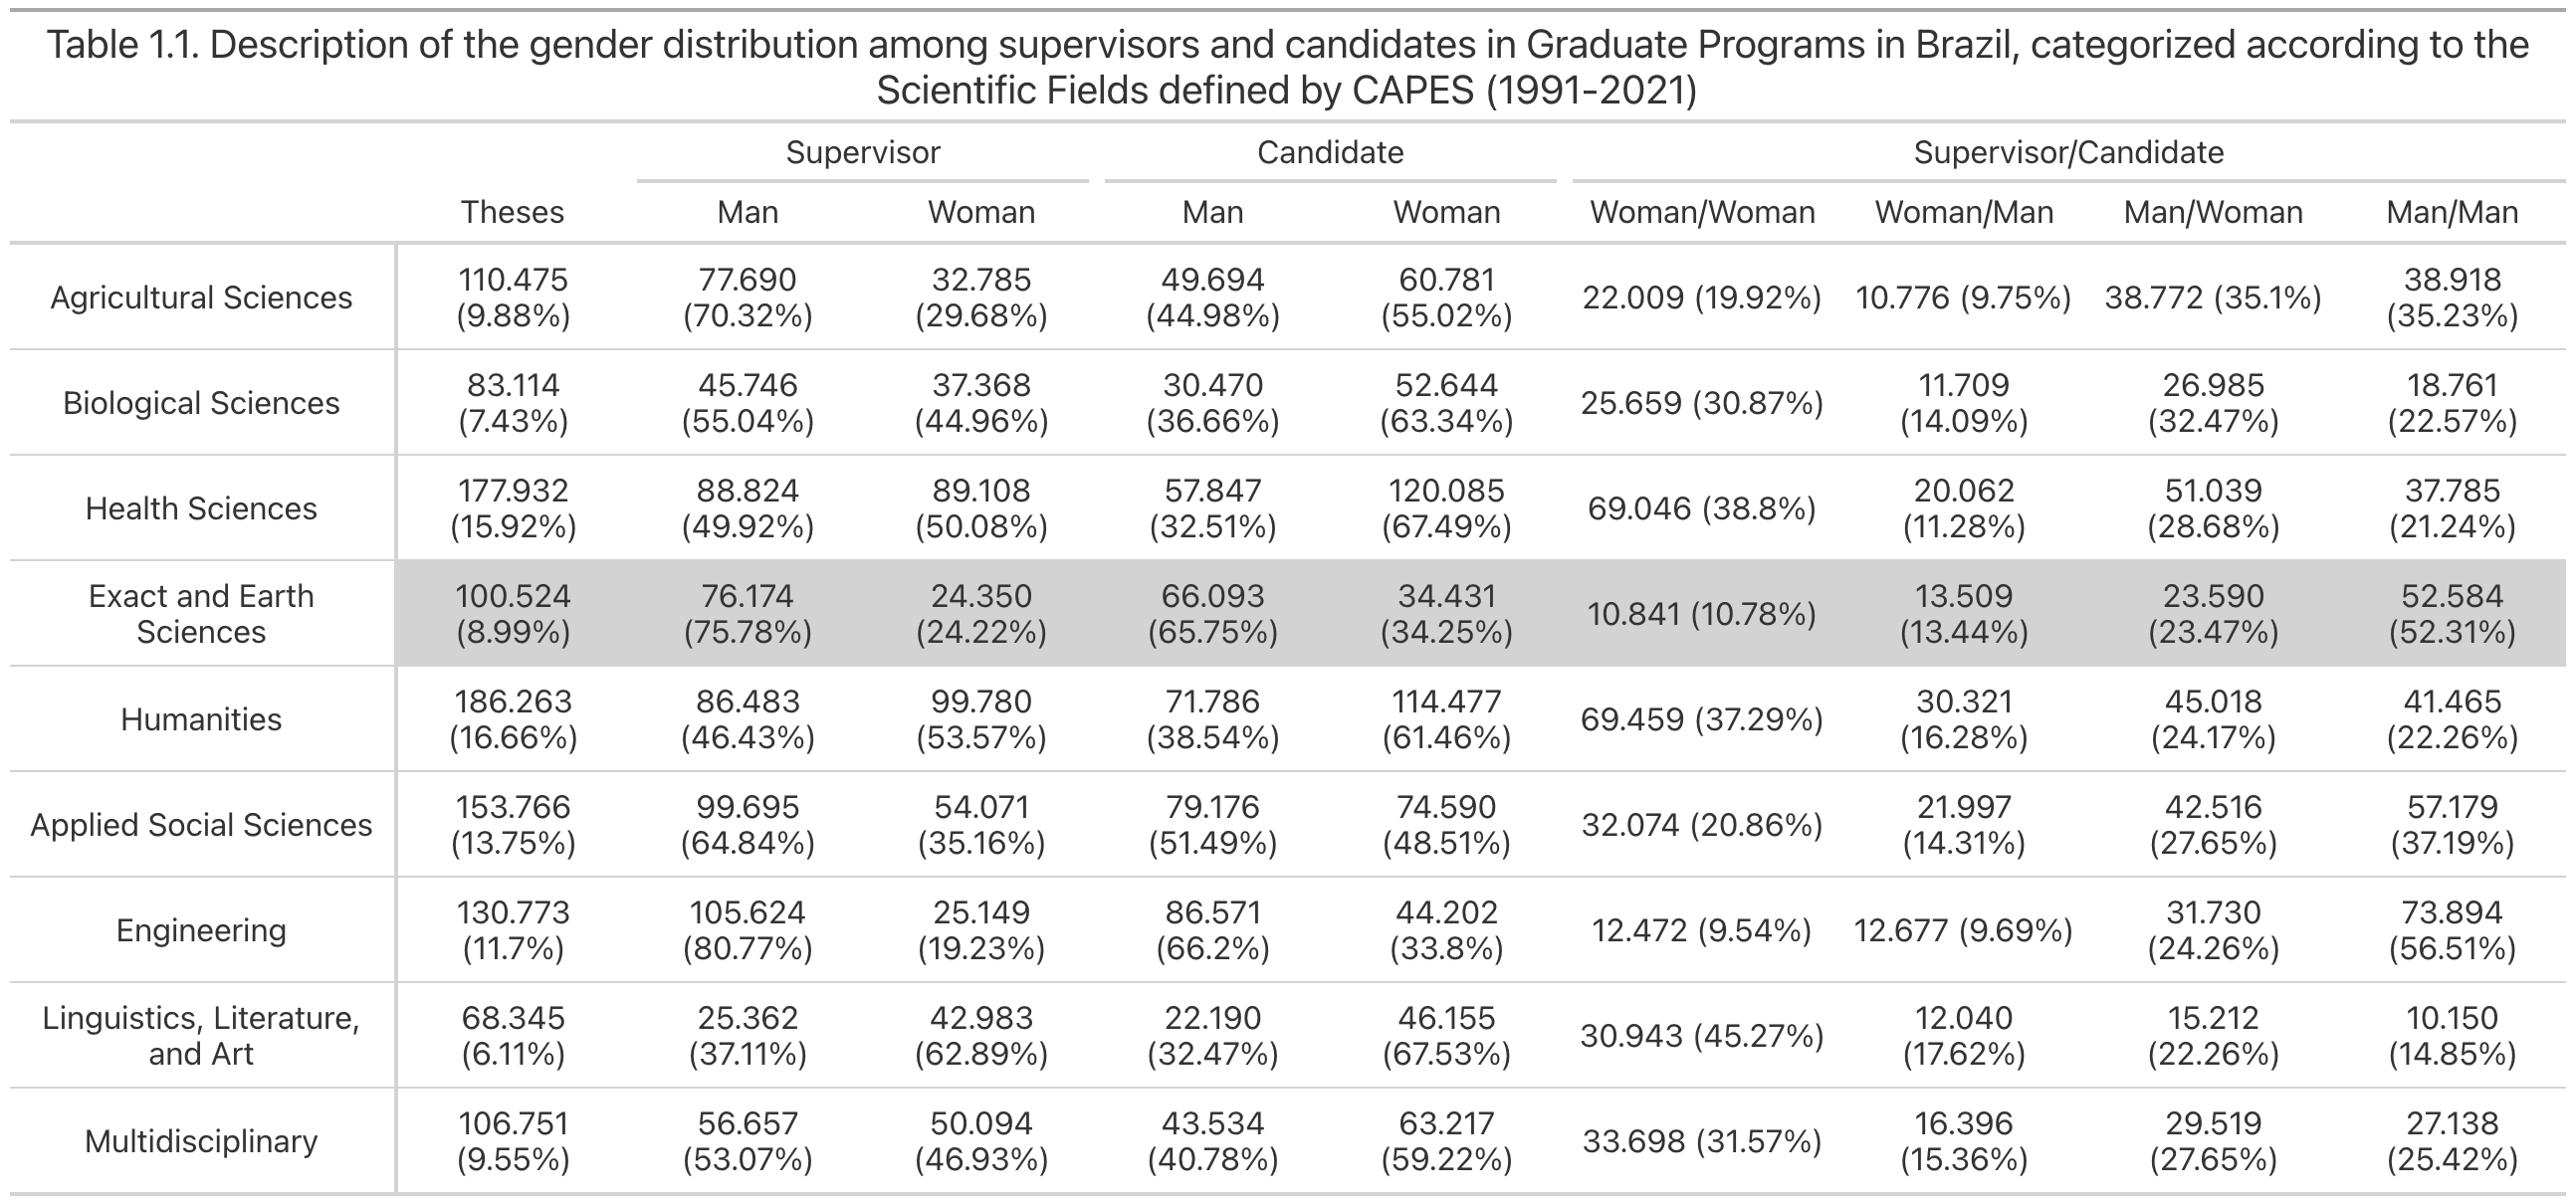 Table 1.1. Description of the gender distribution among supervisors and candidates in Graduate Programs in Brazil, categorized according to the
Scientific Fields defined by CAPES (1991-2021)
Supervisor Candidate Supervisor/Candidate
Theses Man Woman Man Woman Woman/Woman Woman/Man Man/Woman Man/Man
Agricultural Sciences 110.475 (9.88%) 77.690 (70.32%) 32.785 (29.68%) 49.694 (44.98%) 60.781 (55.02%) 22.009 (19.92%) 10.776 (9.75%) 38.772 (35.1%) 38.918 (35.23%)
Biological Sciences 83.114 (7.43%) 45.746 (55.04%) 37.368 (44.96%) 30.470 (36.66%) 52.644 (63.34%) 25.659 (30.87%) 11.709 (14.09%) 26.985 (32.47%) 18.761 (22.57%)
Health Sciences 177.932 (15.92%) 88.824 (49.92%) 89.108 (50.08%) 57.847 (32.51%) 120.085 (67.49%) 69.046 (38.8%) 20.062 (11.28%) 51.039 (28.68%) 37.785 (21.24%)
Exact and Earth Sciences 100.524 (8.99%) 76.174 (75.78%) 24.350 (24.22%) 66.093 (65.75%) 34.431 (34.25%) 10.841 (10.78%) 13.509 (13.44%) 23.590 (23.47%) 52.584 (52.31%)
Humanities 186.263 (16.66%) 86.483 (46.43%) 99.780 (53.57%) 71.786 (38.54%) 114.477 (61.46%) 69.459 (37.29%) 30.321 (16.28%) 45.018 (24.17%) 41.465 (22.26%)
Applied Social Sciences 153.766 (13.75%) 99.695 (64.84%) 54.071 (35.16%) 79.176 (51.49%) 74.590 (48.51%) 32.074 (20.86%) 21.997 (14.31%) 42.516 (27.65%) 57.179 (37.19%)
Engineering 130.773 (11.7%) 105.624 (80.77%) 25.149 (19.23%) 86.571 (66.2%) 44.202 (33.8%) 12.472 (9.54%) 12.677 (9.69%) 31.730 (24.26%) 73.894 (56.51%)
Linguistics, Literature, and Art 68.345 (6.11%) 25.362 (37.11%) 42.983 (62.89%) 22.190 (32.47%) 46.155 (67.53%) 30.943 (45.27%) 12.040 (17.62%) 15.212 (22.26%) 10.150 (14.85%)
Multidisciplinary 106.751 (9.55%) 56.657 (53.07%) 50.094 (46.93%) 43.534 (40.78%) 63.217 (59.22%) 33.698 (31.57%) 16.396 (15.36%) 29.519 (27.65%) 27.138 (25.42%)